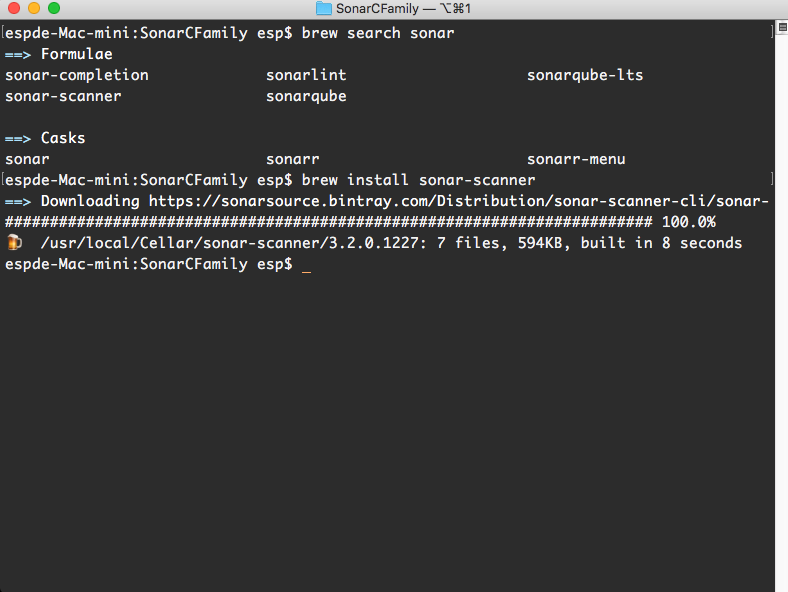 SonarCFamily — ⌥⌘1
[espde-Mac-mini:SonarCFamily esp$ brew search sonar ]
==> Formulae
sonar-completion sonarlint sonarqube-lts
sonar-scanner sonarqube
==> Casks
sonar sonarr sonarr-menu
[espde-Mac-mini:SonarCFamily esp$ brew install sonar-scanner ]
==> Downloading https://sonarsource.bintray.com/Distribution/sonar-scanner-cli/sonar-
######################################################################## 100.0%
🍺 /usr/local/Cellar/sonar-scanner/3.2.0.1227: 7 files, 594KB, built in 8 seconds
espde-Mac-mini:SonarCFamily esp$ _